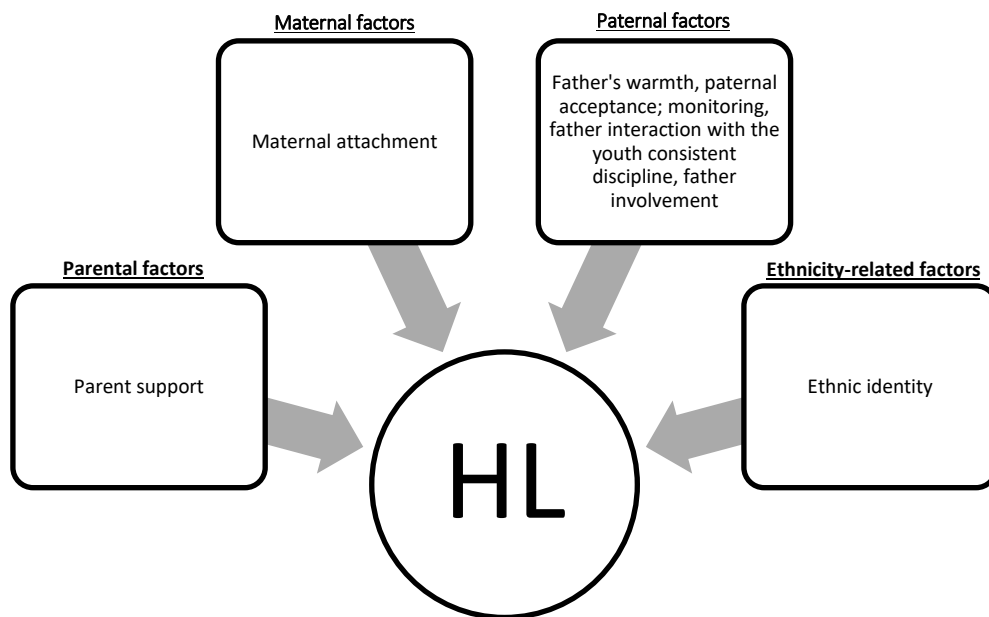 Maternal factors
Maternal attachment
Paternal factors
Father's warmth, paternal
acceptance; monitoring,
father interaction with the
youth consistent
discipline, father
involvement
Parental factors
Parent support
Ethnicity-related factors
Ethnic identity
HL